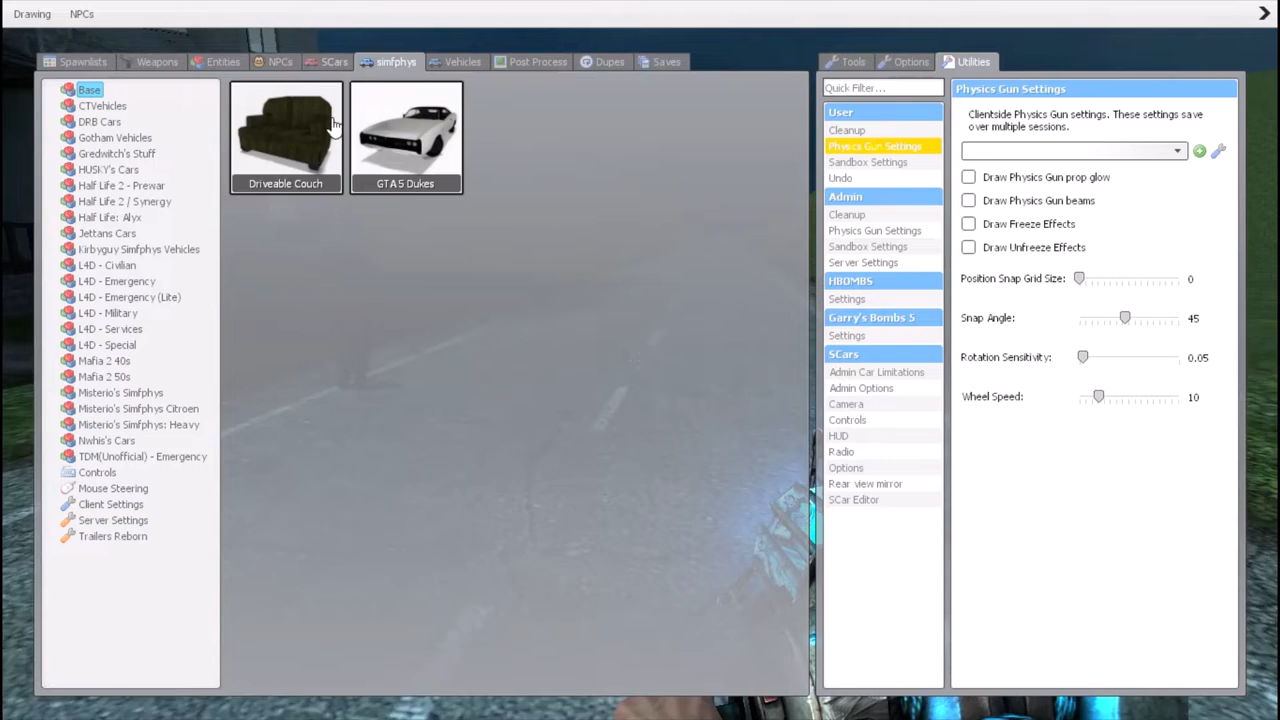 Drawing NPCs
Spawnlists Weapons Entities NPCs SCars simfphys Vehicles Post Process Dupes Saves
Base
CTVehicles
DRB Cars
Gotham Vehicles
Gredwitch's Stuff
HUSKY's Cars
Half Life 2 - Prewar
Half Life 2 / Synergy
Half Life: Alyx
Jettans Cars
Kirbyguy Simfphys Vehicles
L4D - Civilian
L4D - Emergency
L4D - Emergency (Lite)
L4D - Military
L4D - Services
L4D - Special
Mafia 2 40s
Mafia 2 50s
Misterio's Simfphys
Misterio's Simfphys Citroen
Misterio's Simfphys: Heavy
Nwhis's Cars
TDM(Unofficial) - Emergency
Controls
Mouse Steering
Client Settings
Server Settings
Trailers Reborn
Driveable Couch
GTA 5 Dukes
Tools Options Utilities
Quick Filter...
User
Cleanup
Physics Gun Settings
Sandbox Settings
Undo
Admin
Cleanup
Physics Gun Settings
Sandbox Settings
Server Settings
HBOMBS
Settings
Garry's Bombs 5
Settings
SCars
Admin Car Limitations
Admin Options
Camera
Controls
HUD
Radio
Options
Rear view mirror
SCar Editor
Physics Gun Settings
Clientside Physics Gun settings. These settings save
over multiple sessions.
Draw Physics Gun prop glow
Draw Physics Gun beams
Draw Freeze Effects
Draw Unfreeze Effects
Position Snap Grid Size: 0
Snap Angle: 45
Rotation Sensitivity: 0.05
Wheel Speed: 10